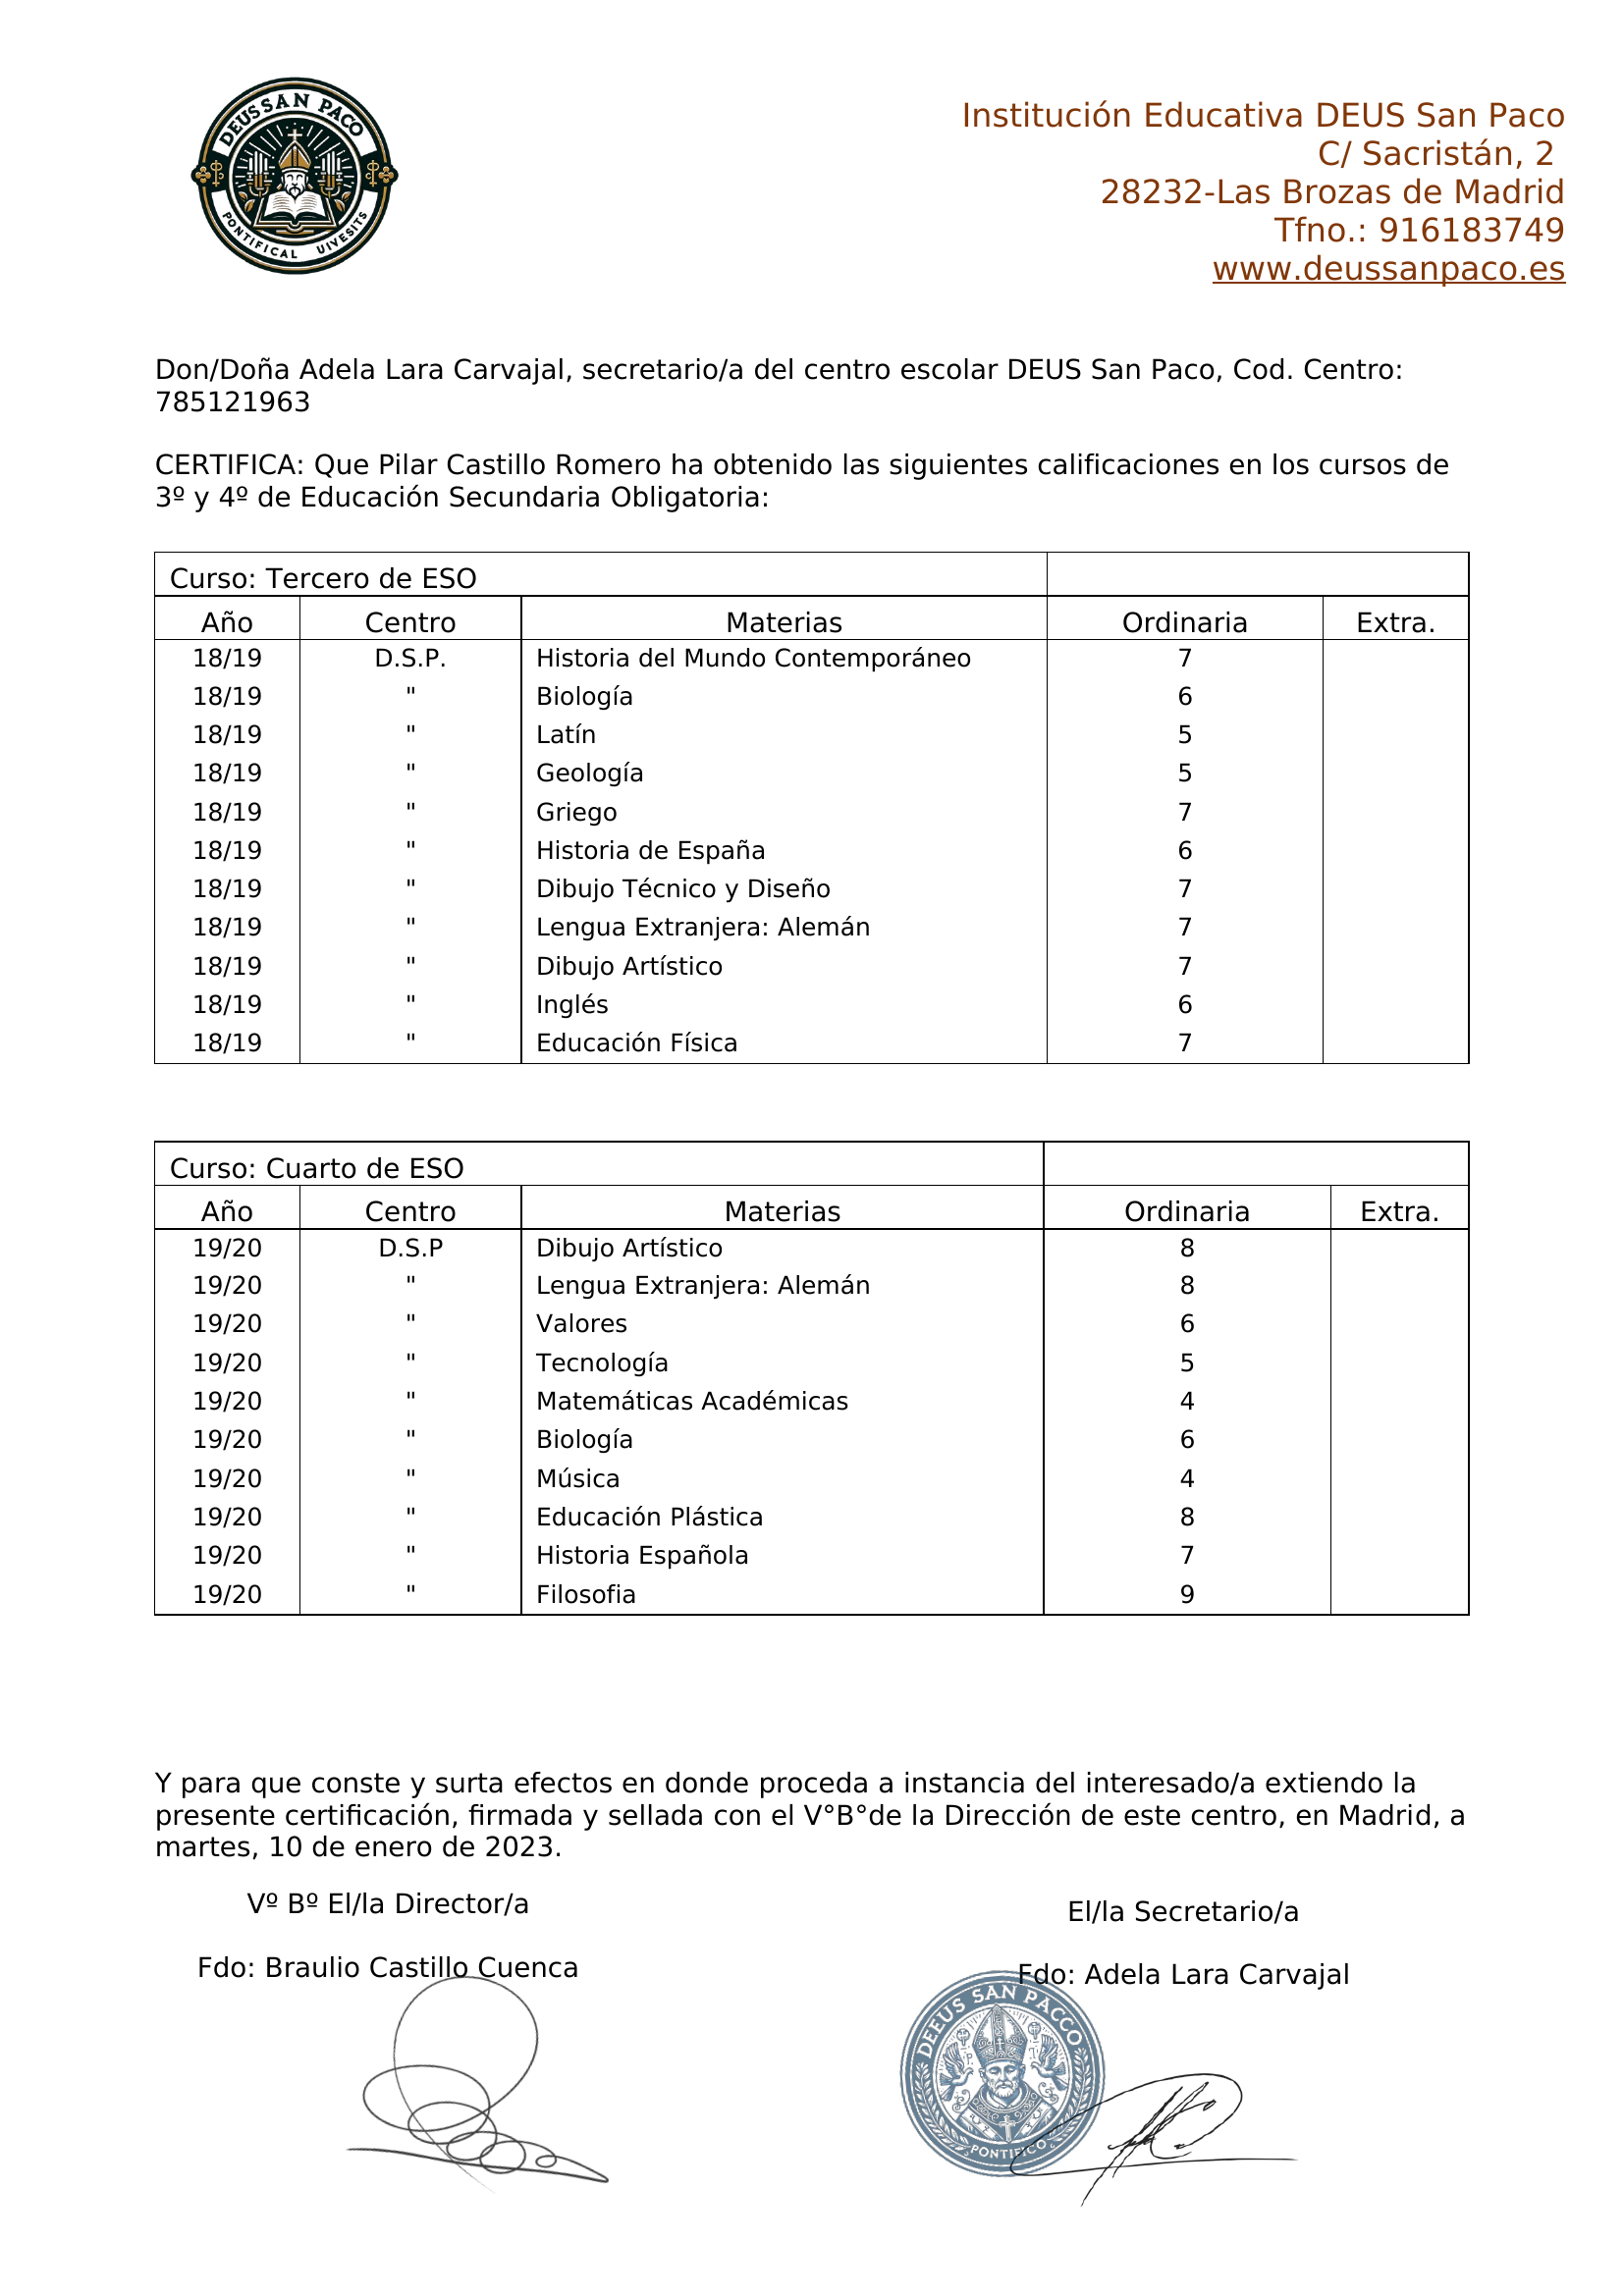 DEUSSAN PACO
PONTIFICAL UIVESITS
Institución Educativa DEUS San Paco
C/ Sacristán, 2
28232-Las Brozas de Madrid
Tfno.: 916183749
www.deussanpaco.es
Don/Doña Adela Lara Carvajal, secretario/a del centro escolar DEUS San Paco, Cod. Centro:
785121963
CERTIFICA: Que Pilar Castillo Romero ha obtenido las siguientes calificaciones en los cursos de
3º y 4º de Educación Secundaria Obligatoria:
Curso: Tercero de ESO
Año Centro Materias Ordinaria Extra.
18/19 D.S.P. Historia del Mundo Contemporáneo 7
18/19 " Biología 6
18/19 " Latín 5
18/19 " Geología 5
18/19 " Griego 7
18/19 " Historia de España 6
18/19 " Dibujo Técnico y Diseño 7
18/19 " Lengua Extranjera: Alemán 7
18/19 " Dibujo Artístico 7
18/19 " Inglés 6
18/19 " Educación Física 7
Curso: Cuarto de ESO
Año Centro Materias Ordinaria Extra.
19/20 D.S.P Dibujo Artístico 8
19/20 " Lengua Extranjera: Alemán 8
19/20 " Valores 6
19/20 " Tecnología 5
19/20 " Matemáticas Académicas 4
19/20 " Biología 6
19/20 " Música 4
19/20 " Educación Plástica 8
19/20 " Historia Española 7
19/20 " Filosofia 9
Y para que conste y surta efectos en donde proceda a instancia del interesado/a extiendo la
presente certificación, firmada y sellada con el V°B°de la Dirección de este centro, en Madrid, a
martes, 10 de enero de 2023.
Vº Bº El/la Director/a
El/la Secretario/a
Fdo: Braulio Castillo Cuenca
Fdo: Adela Lara Carvajal
DEEUS SAN PACCO
PONTIFICO